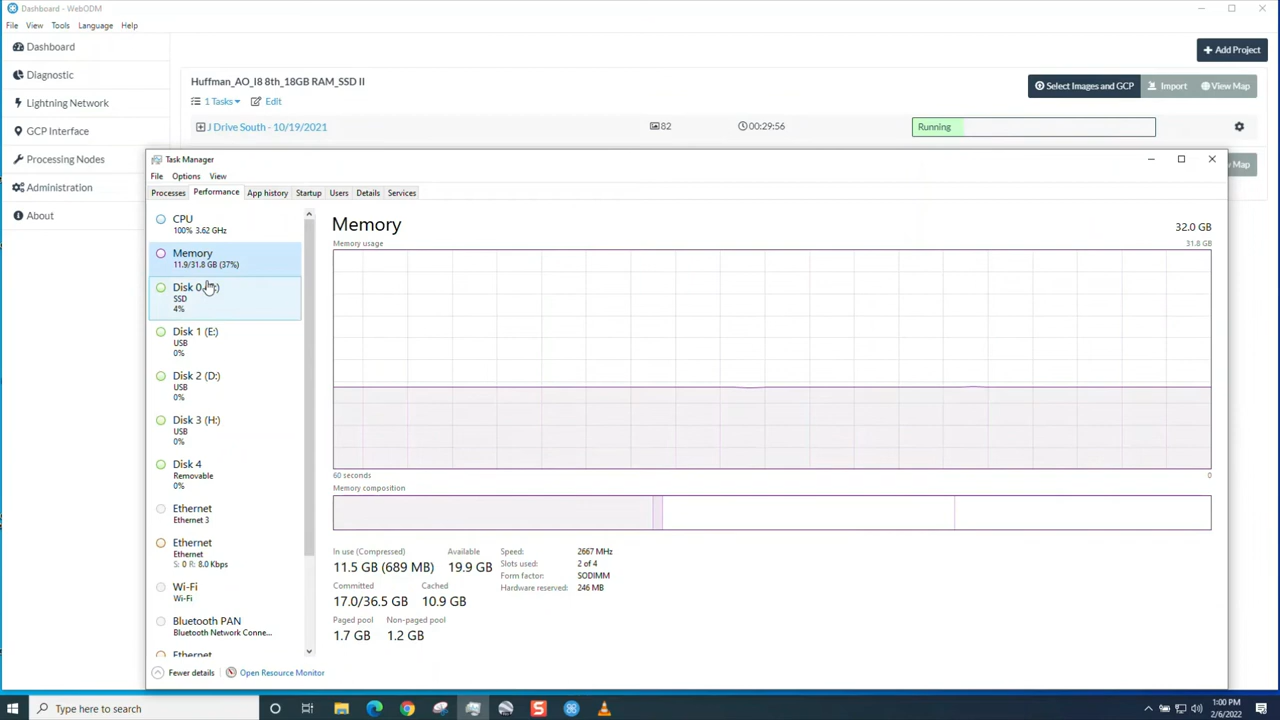 Dashboard - WebODM
File View Tools Language Help
Dashboard
Diagnostic
Lightning Network
GCP Interface
Processing Nodes
Administration
About
Add Project
Huffman_AO_I8 8th_18GB RAM_SSD II
Select Images and GCP Import View Map
1 Tasks Edit
J Drive South - 10/19/2021 82 00:29:56 Running
Map
Task Manager
File Options View
Processes Performance App history Startup Users Details Services
CPU
100% 3.62 GHz
Memory
11.9/31.8 GB (37%)
Disk 0 :)
SSD
4%
Disk 1 (E:)
USB
0%
Disk 2 (D:)
USB
0%
Disk 3 (H:)
USB
0%
Disk 4
Removable
0%
Ethernet
Ethernet 3
Ethernet
Ethernet
S: 0 R: 8.0 Kbps
Wi-Fi
Wi-Fi
Bluetooth PAN
Bluetooth Network Conne...
Ethernet
Memory 32.0 GB
Memory usage 31.8 GB
60 seconds 0
Memory composition
In use (Compressed) Available
11.5 GB (689 MB) 19.9 GB
Committed Cached
17.0/36.5 GB 10.9 GB
Paged pool Non-paged pool
1.7 GB 1.2 GB
Speed: 2667 MHz
Slots used: 2 of 4
Form factor: SODIMM
Hardware reserved: 246 MB
Fewer details Open Resource Monitor
Type here to search
1:00 PM
2/6/2022